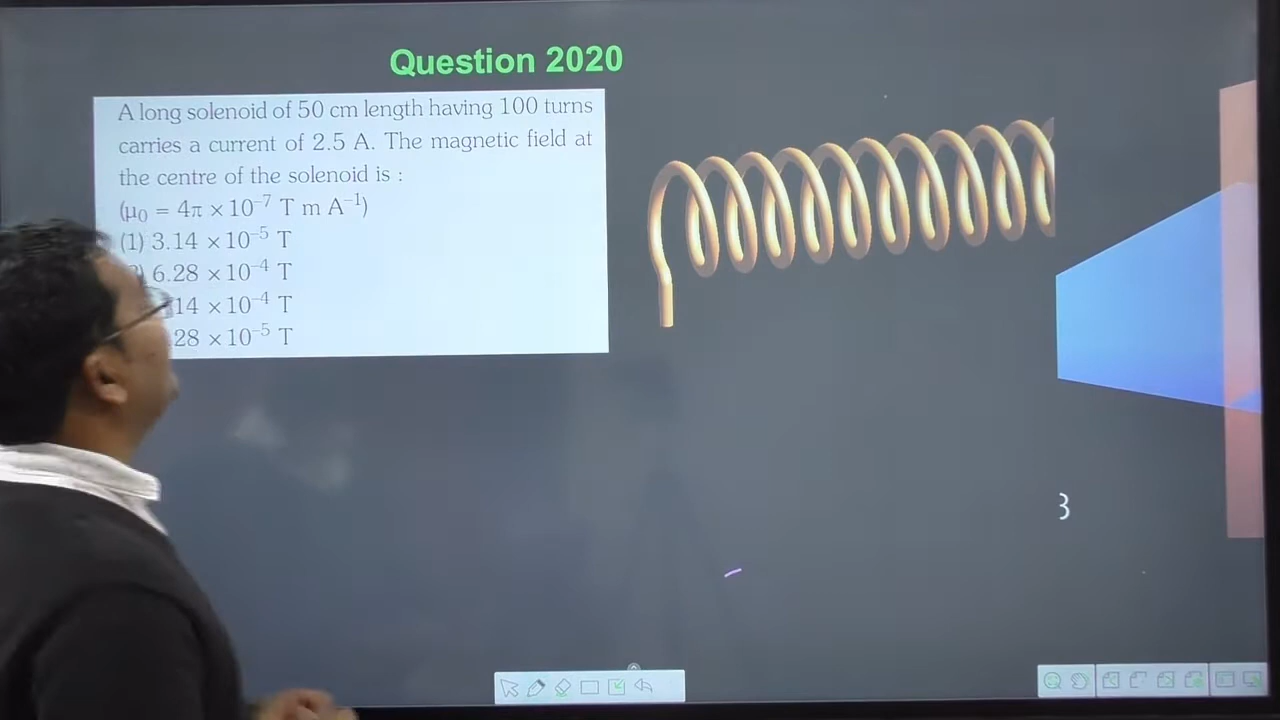 Question 2020
A long solenoid of 50 cm length having 100 turns
carries a current of 2.5 A. The magnetic field at
the centre of the solenoid is :
(μ₀ = 4π × 10⁻⁷ T m A⁻¹)
(1) 3.14 × 10⁻⁵ T
) 6.28 × 10⁻⁴ T
14 × 10⁻⁴ T
.28 × 10⁻⁵ T
3